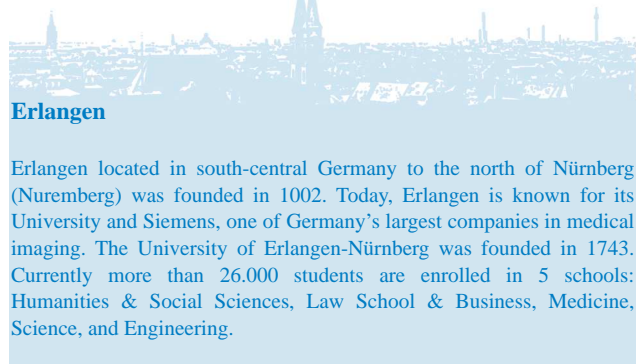 Erlangen
Erlangen located in south-central Germany to the north of Nürnberg
(Nuremberg) was founded in 1002. Today, Erlangen is known for its
University and Siemens, one of Germany's largest companies in medical
imaging. The University of Erlangen-Nürnberg was founded in 1743.
Currently more than 26.000 students are enrolled in 5 schools:
Humanities & Social Sciences, Law School & Business, Medicine,
Science, and Engineering.